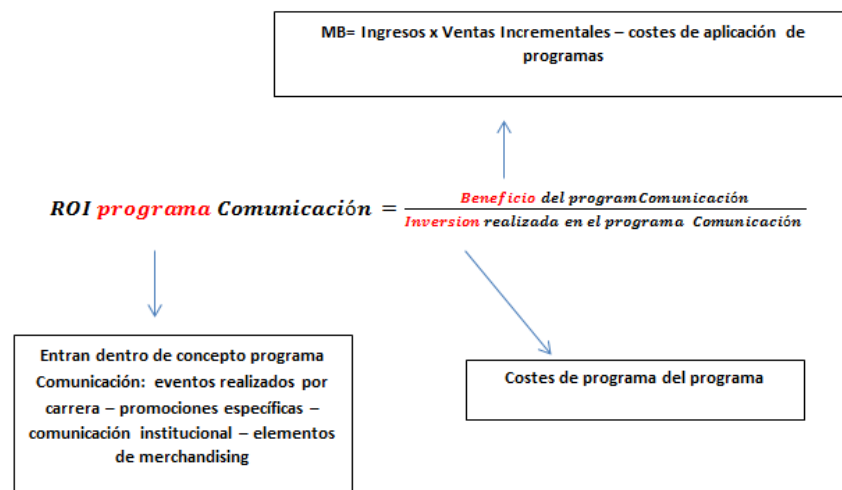 MB= Ingresos x Ventas Incrementales – costes de aplicación de
programas
ROI programa Comunicación = Beneficio del programComunicación
Inversion realizada en el programa Comunicación
Entran dentro de concepto programa
Comunicación: eventos realizados por
carrera – promociones específicas –
comunicación institucional – elementos
de merchandising
Costes de programa del programa